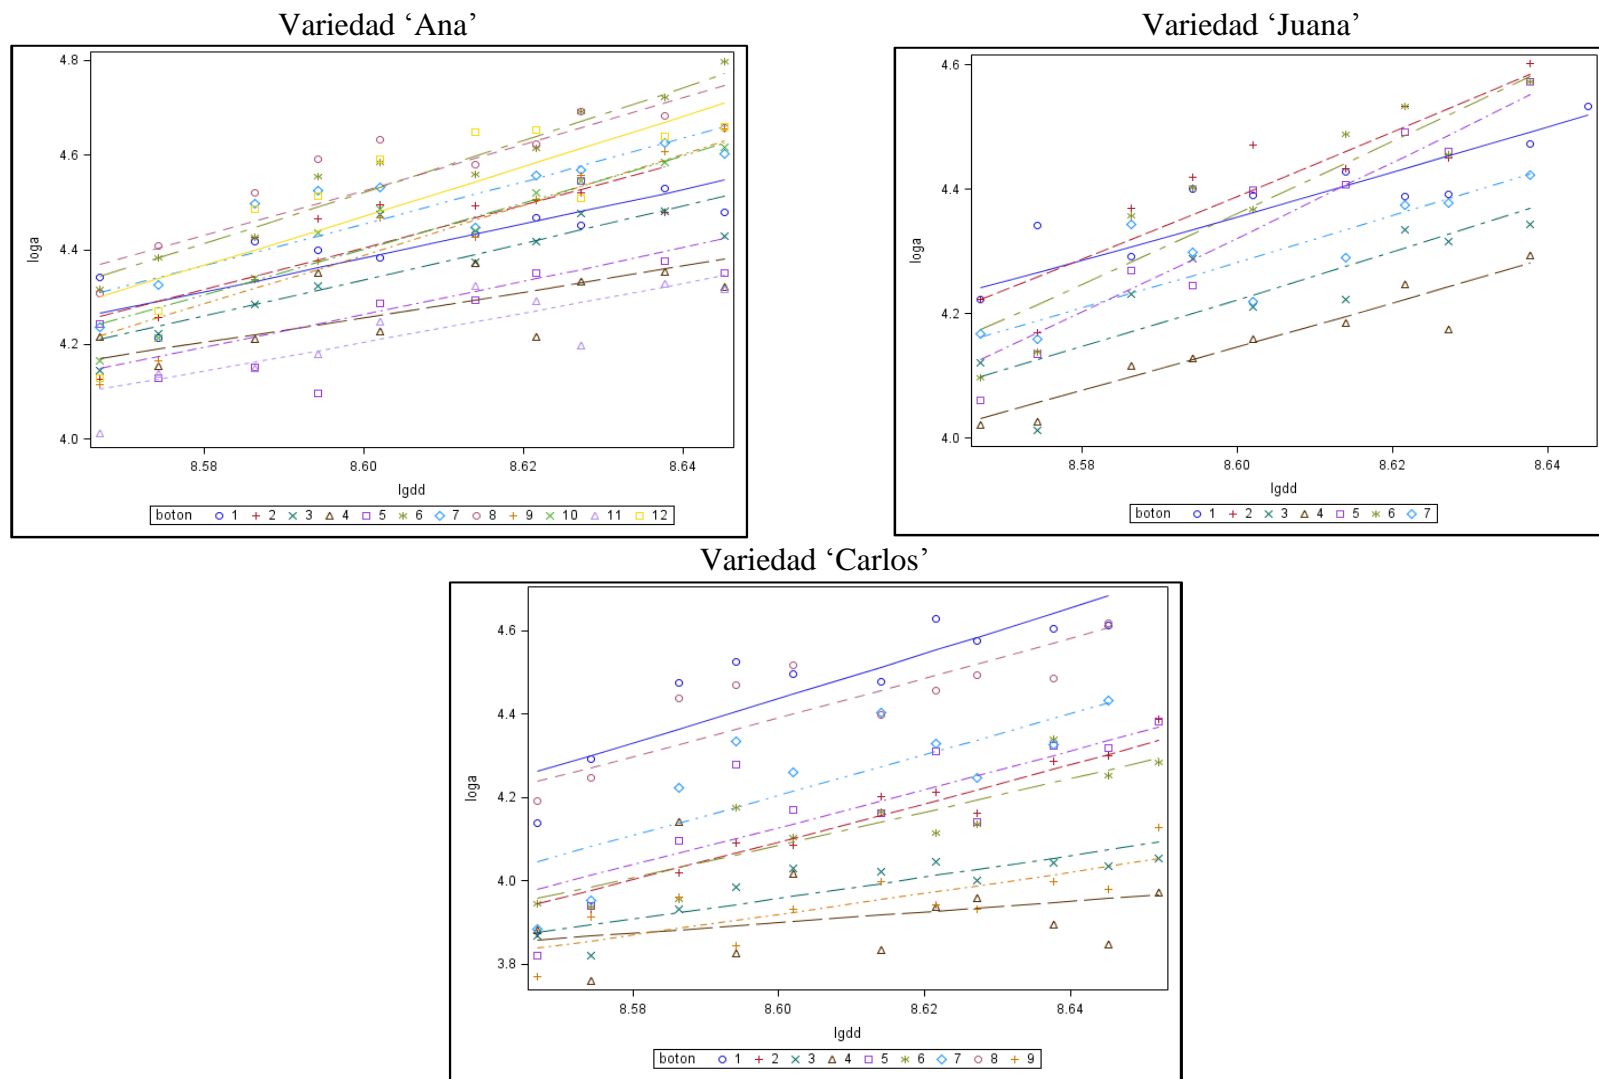 Variedad ‘Ana’
4.8
4.6
4.4
4.2
4.0
loga
8.58 8.60 8.62 8.64
lgdd
boton 1 2 3 4 5 6 7 8 9 10 11 12
Variedad ‘Juana’
4.6
4.4
4.2
4.0
loga
8.58 8.60 8.62 8.64
lgdd
boton 1 2 3 4 5 6 7
Variedad ‘Carlos’
4.6
4.4
4.2
4.0
3.8
loga
8.58 8.60 8.62 8.64
lgdd
boton 1 2 3 4 5 6 7 8 9